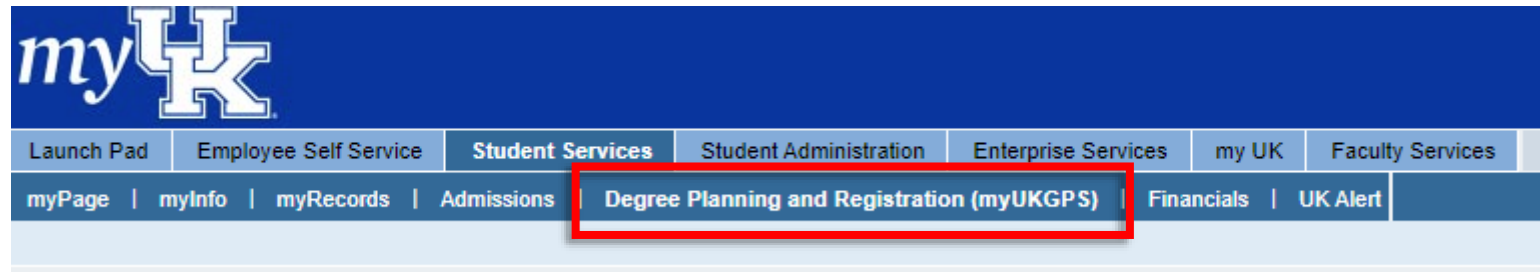 myUK
Launch Pad Employee Self Service Student Services Student Administration Enterprise Services my UK Faculty Services
myPage | myInfo | myRecords | Admissions | Degree Planning and Registration (myUKGPS) | Financials | UK Alert